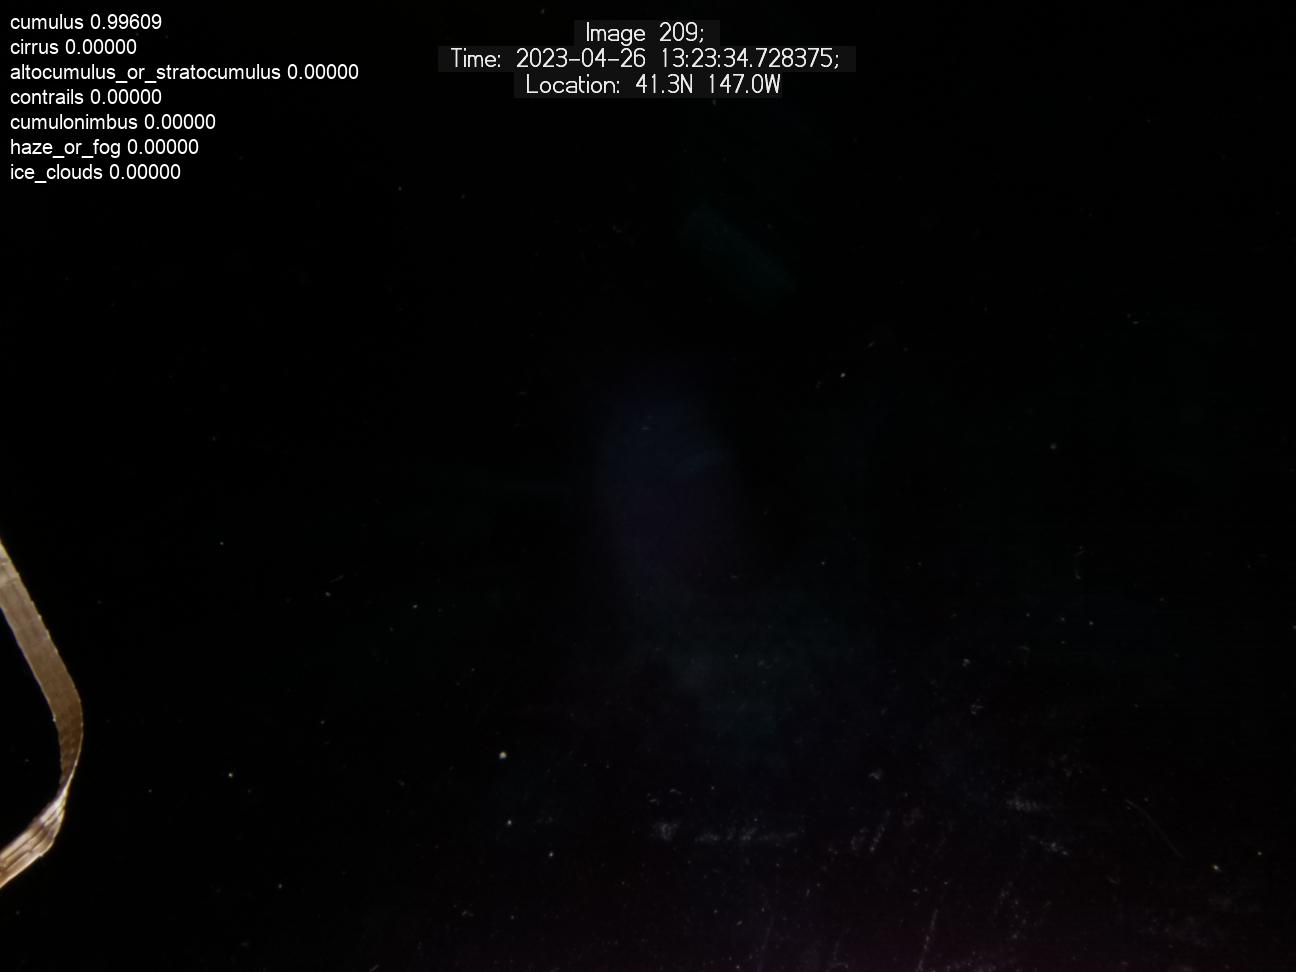 cumulus 0.99609
cirrus 0.00000
altocumulus_or_stratocumulus 0.00000
contrails 0.00000
cumulonimbus 0.00000
haze_or_fog 0.00000
ice_clouds 0.00000
Image 209;
Time: 2023-04-26 13:23:34.728375;
Location: 41.3N 147.0W